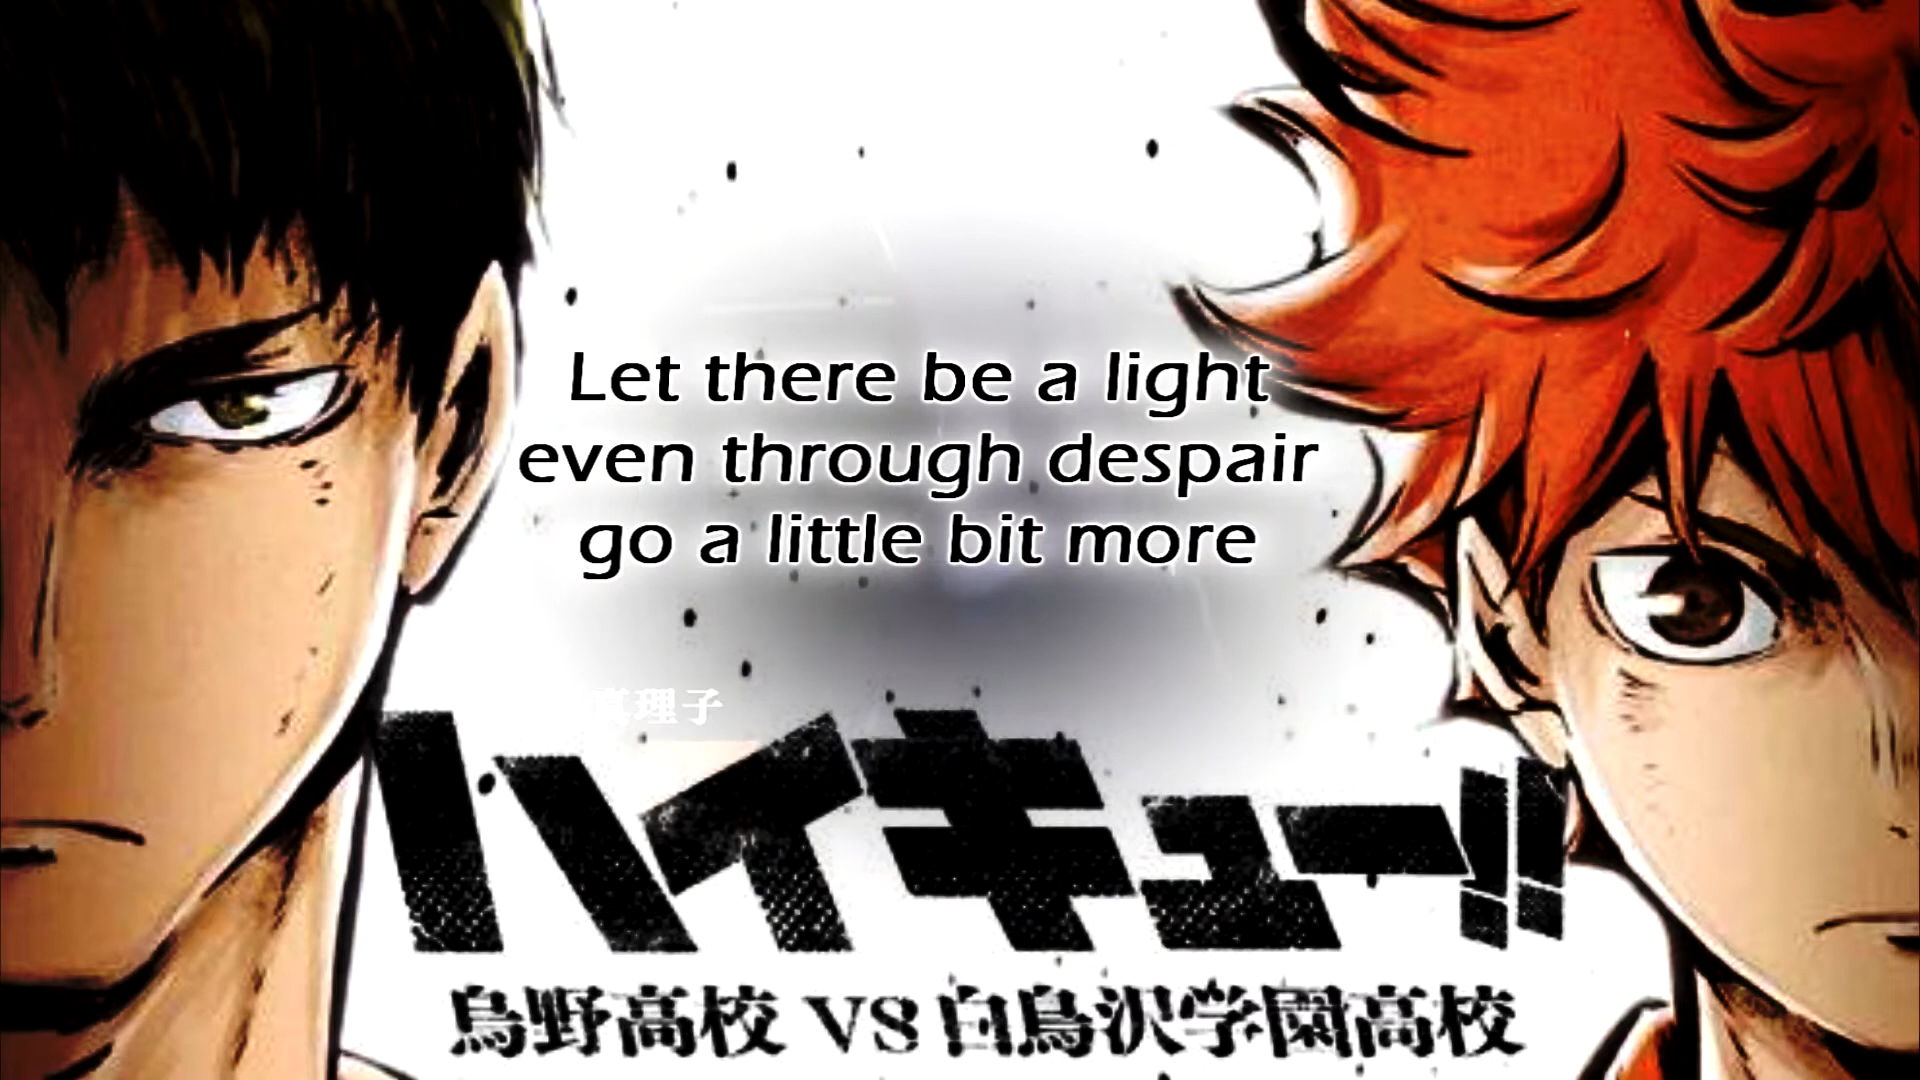 Let there be a light
even through despair
go a little bit more
真理子
ハイキュー!!
烏野高校 VS 白鳥沢学園高校